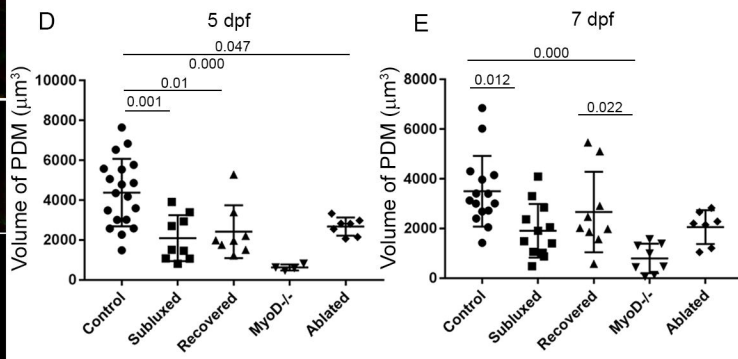 D
5 dpf
0.047
0.000
0.01
0.001
Volume of PDM (μm³)
10000
8000
6000
4000
2000
0
Control
Subluxed
Recovered
MyoD-/-
Ablated
E
7 dpf
0.000
0.012
0.022
Volume of PDM (μm³)
8000
6000
4000
2000
0
Control
Subluxed
Recovered
MyoD-/-
Ablated